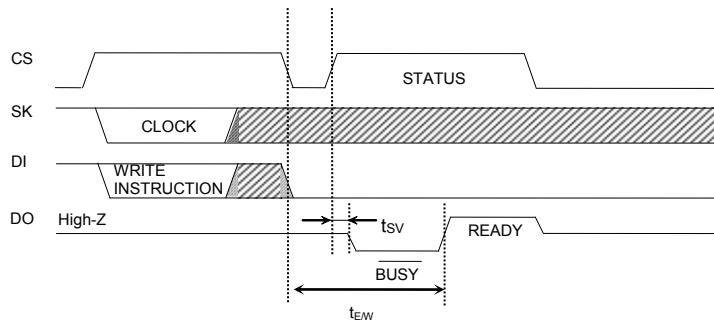 CS
STATUS
SK
CLOCK
DI
WRITE
INSTRUCTION
DO
High-Z
tSV
READY
BUSY
tE/W